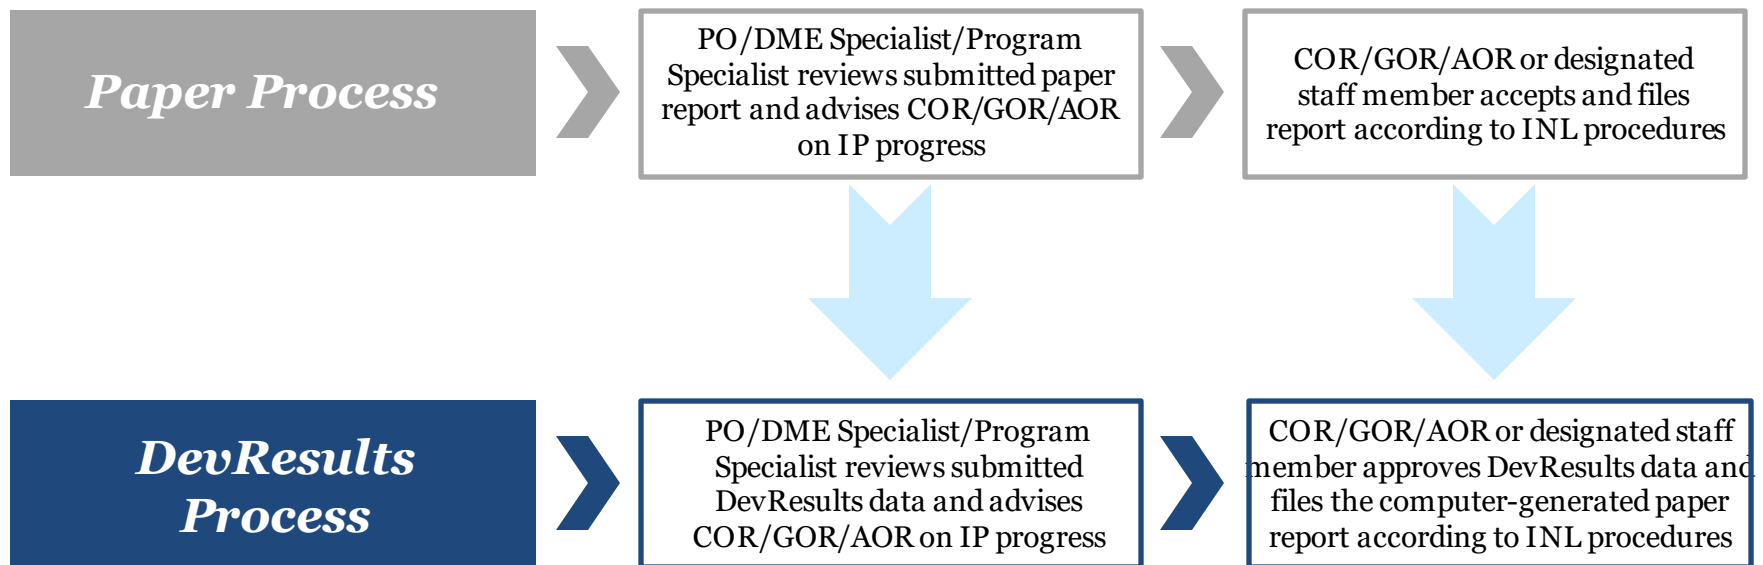 Paper Process
PO/DME Specialist/Program
Specialist reviews submitted paper
report and advises COR/GOR/AOR
on IP progress
COR/GOR/AOR or designated
staff member accepts and files
report according to INL procedures
DevResults
Process
PO/DME Specialist/Program
Specialist reviews submitted
DevResults data and advises
COR/GOR/AOR on IP progress
COR/GOR/AOR or designated staff
member approves DevResults data and
files the computer-generated paper
report according to INL procedures